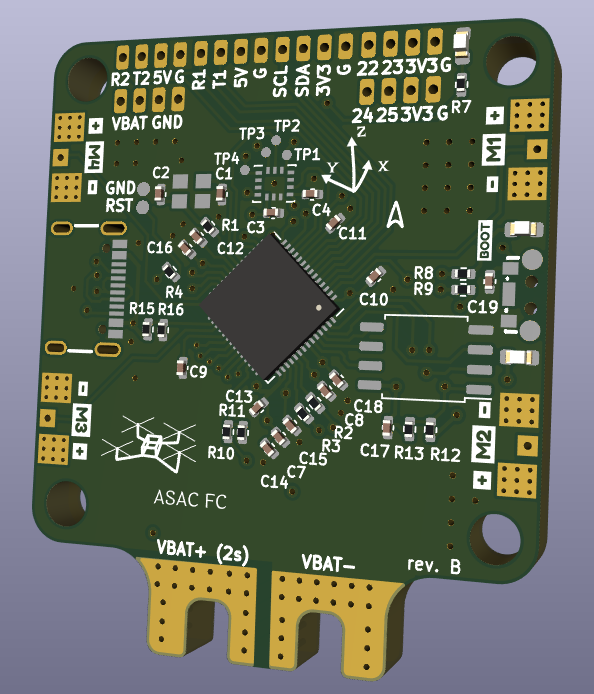 R2 T2 5V G R1 T1 5V G SCL SDA 3V3 G 22 23 3V3 G
R7
VBAT GND
24 25 3V3 G
+ M4 -
+ M1 -
TP3 TP2
TP4 TP1
Z
Y X
C2 C1
GND
RST
C3 C4
R1 C11
C16 C12
BOOT
R4
C10
R8
R9
C19
R15 R16
C9
C13
R11
R10
C18
C8
R2
R3
C15
C7
C14
C17 R13 R12
- M3 +
- M2 +
ASAC FC
VBAT+ (2s)
VBAT-
rev. B